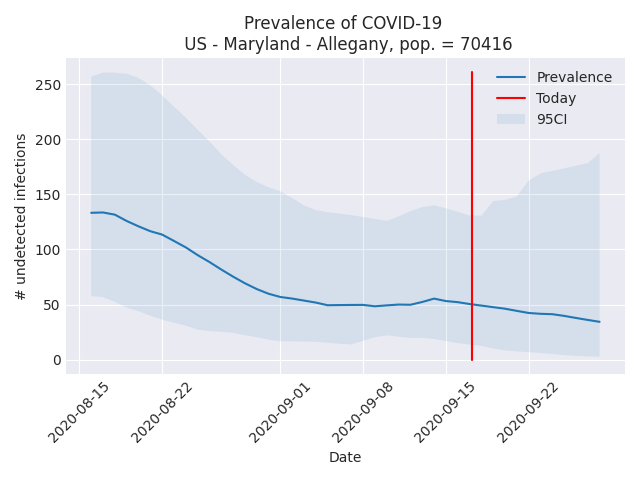 Prevalence of COVID-19
US - Maryland - Allegany, pop. = 70416
Prevalence
Today
95CI
# undetected infections
250
200
150
100
50
0
2020-08-15
2020-08-22
2020-09-01
2020-09-08
2020-09-15
2020-09-22
Date